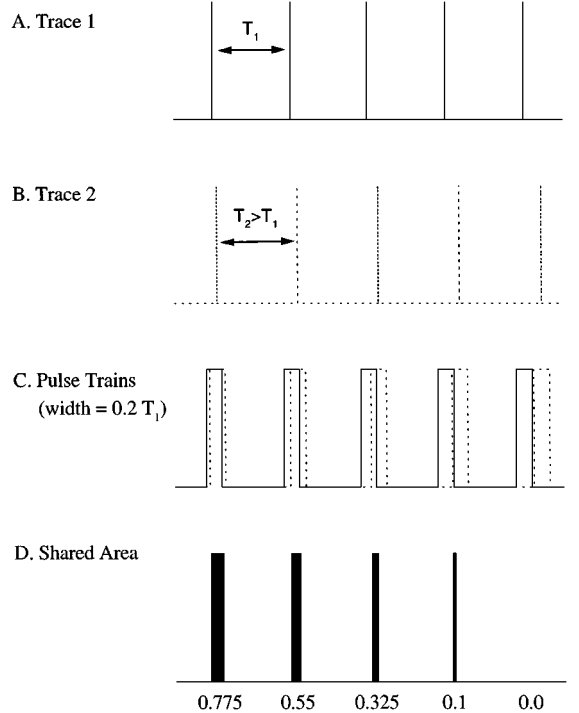 A. Trace 1
T₁
B. Trace 2
T₂>T₁
C. Pulse Trains
(width = 0.2 T₁)
D. Shared Area
0.775 0.55 0.325 0.1 0.0